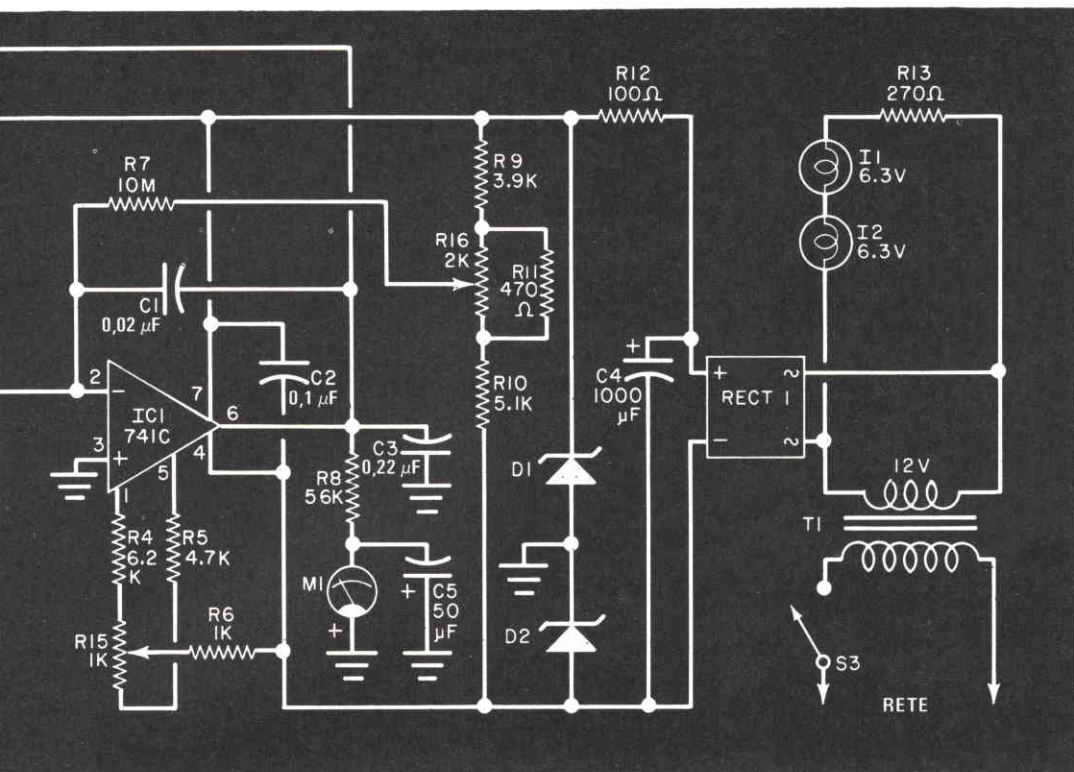 R12
100Ω
R13
270Ω
I1
6.3V
I2
6.3V
R7
10M
R9
3.9K
R16
2K
R11
470
Ω
C1
0,02 µF
2
−
7
6
IC1
741C
3
+
4
5
1
C2
0,1 µF
R10
5.1K
+
C4
1000
µF
+
~
RECT 1
−
~
C3
0,22 µF
R8
56K
D1
12V
T1
R4
6.2
K
R5
4.7K
M1
+
+
C5
50
µF
R6
1K
R15
1K
D2
S3
RETE